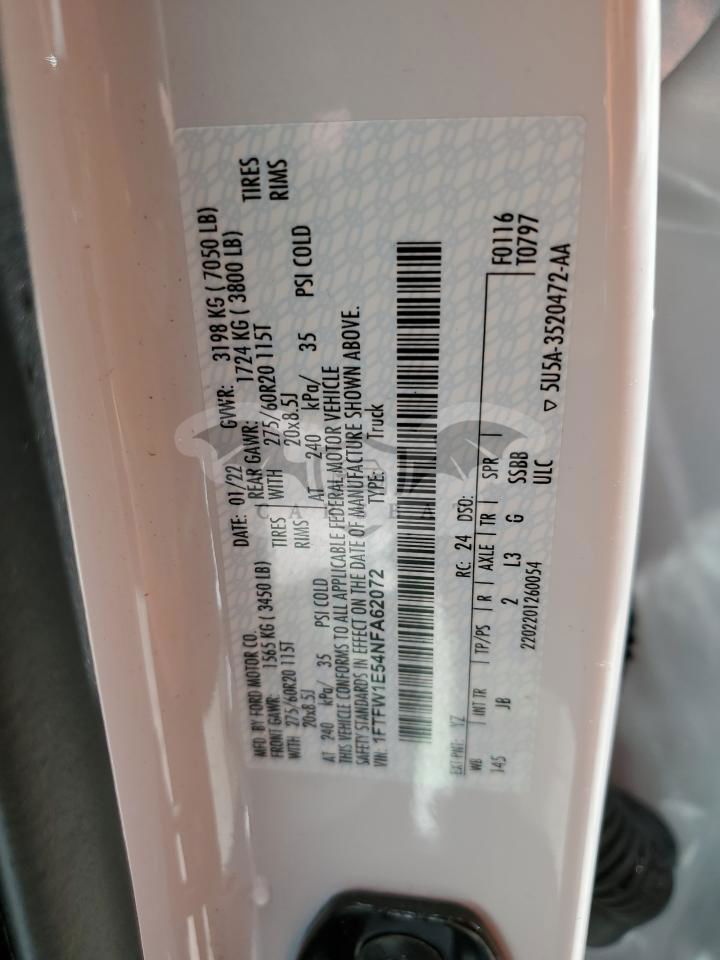 MFD. BY FORD MOTOR CO.
DATE: 01/22 GVWR: 3198 KG ( 7050 LB)
FRONT GAWR: 1565 KG ( 3450 LB) REAR GAWR: 1724 KG ( 3800 LB)
WITH 275/60R20 115T TIRES WITH 275/60R20 115T TIRES
20x8.5J RIMS 20x8.5J RIMS
AT 240 kPa/ 35 PSI COLD AT 240 kPa/ 35 PSI COLD
THIS VEHICLE CONFORMS TO ALL APPLICABLE FEDERAL MOTOR VEHICLE
SAFETY STANDARDS IN EFFECT ON THE DATE OF MANUFACTURE SHOWN ABOVE.
VIN: 1FTFW1E54NFA62072 TYPE: Truck
EXT PNT: YZ RC: 24 DSO: F0116
WB INT TR TP/PS R AXLE TR SPR T0797
145 JB 2 L3 G SSBB
2202201260054 ULC ▽ 5U5A-3520472-AA